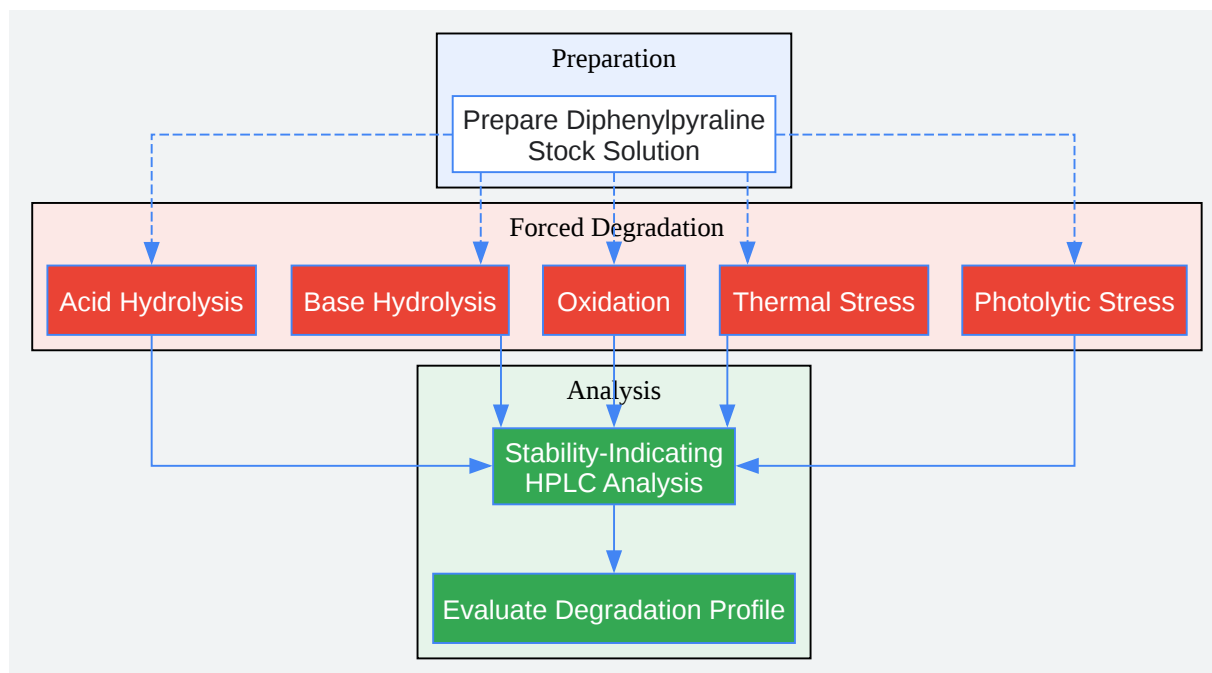 Preparation
Prepare Diphenylpyraline
Stock Solution
Forced Degradation
Acid Hydrolysis
Base Hydrolysis
Oxidation
Thermal Stress
Photolytic Stress
Analysis
Stability-Indicating
HPLC Analysis
Evaluate Degradation Profile